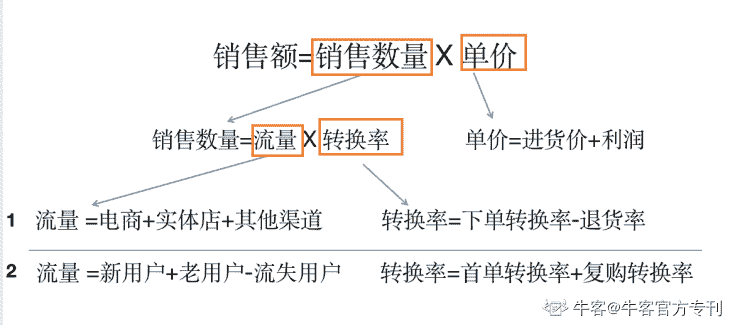 销售额=销售数量 X 单价
销售数量=流量 X 转换率
单价=进货价+利润
1 流量 =电商+实体店+其他渠道 转换率=下单转换率-退货率
2 流量 =新用户+老用户-流失用户 转换率=首单转换率+复购转换率
牛客@牛客官方专刊